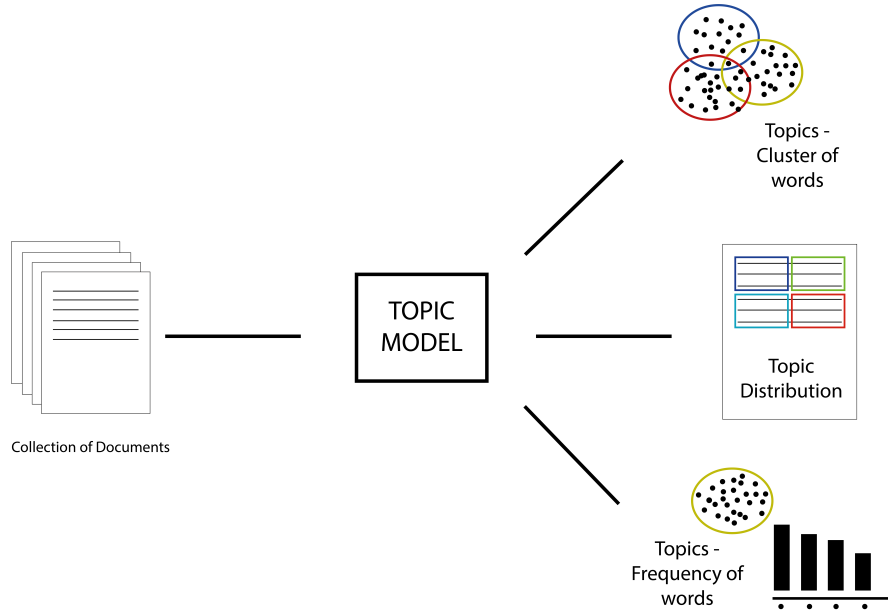 Topics -
Cluster of
words
TOPIC
MODEL
Topic
Distribution
Collection of Documents
Topics -
Frequency of
words